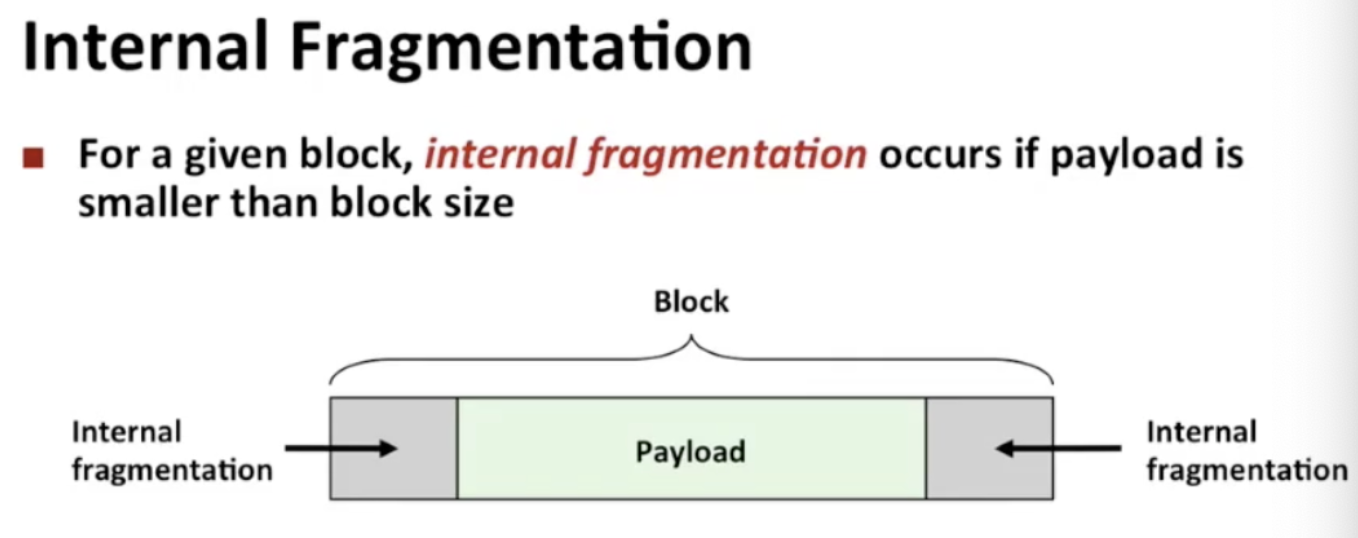 Internal Fragmentation
For a given block, internal fragmentation occurs if payload is
smaller than block size
Block
Internal
fragmentation
Payload
Internal
fragmentation